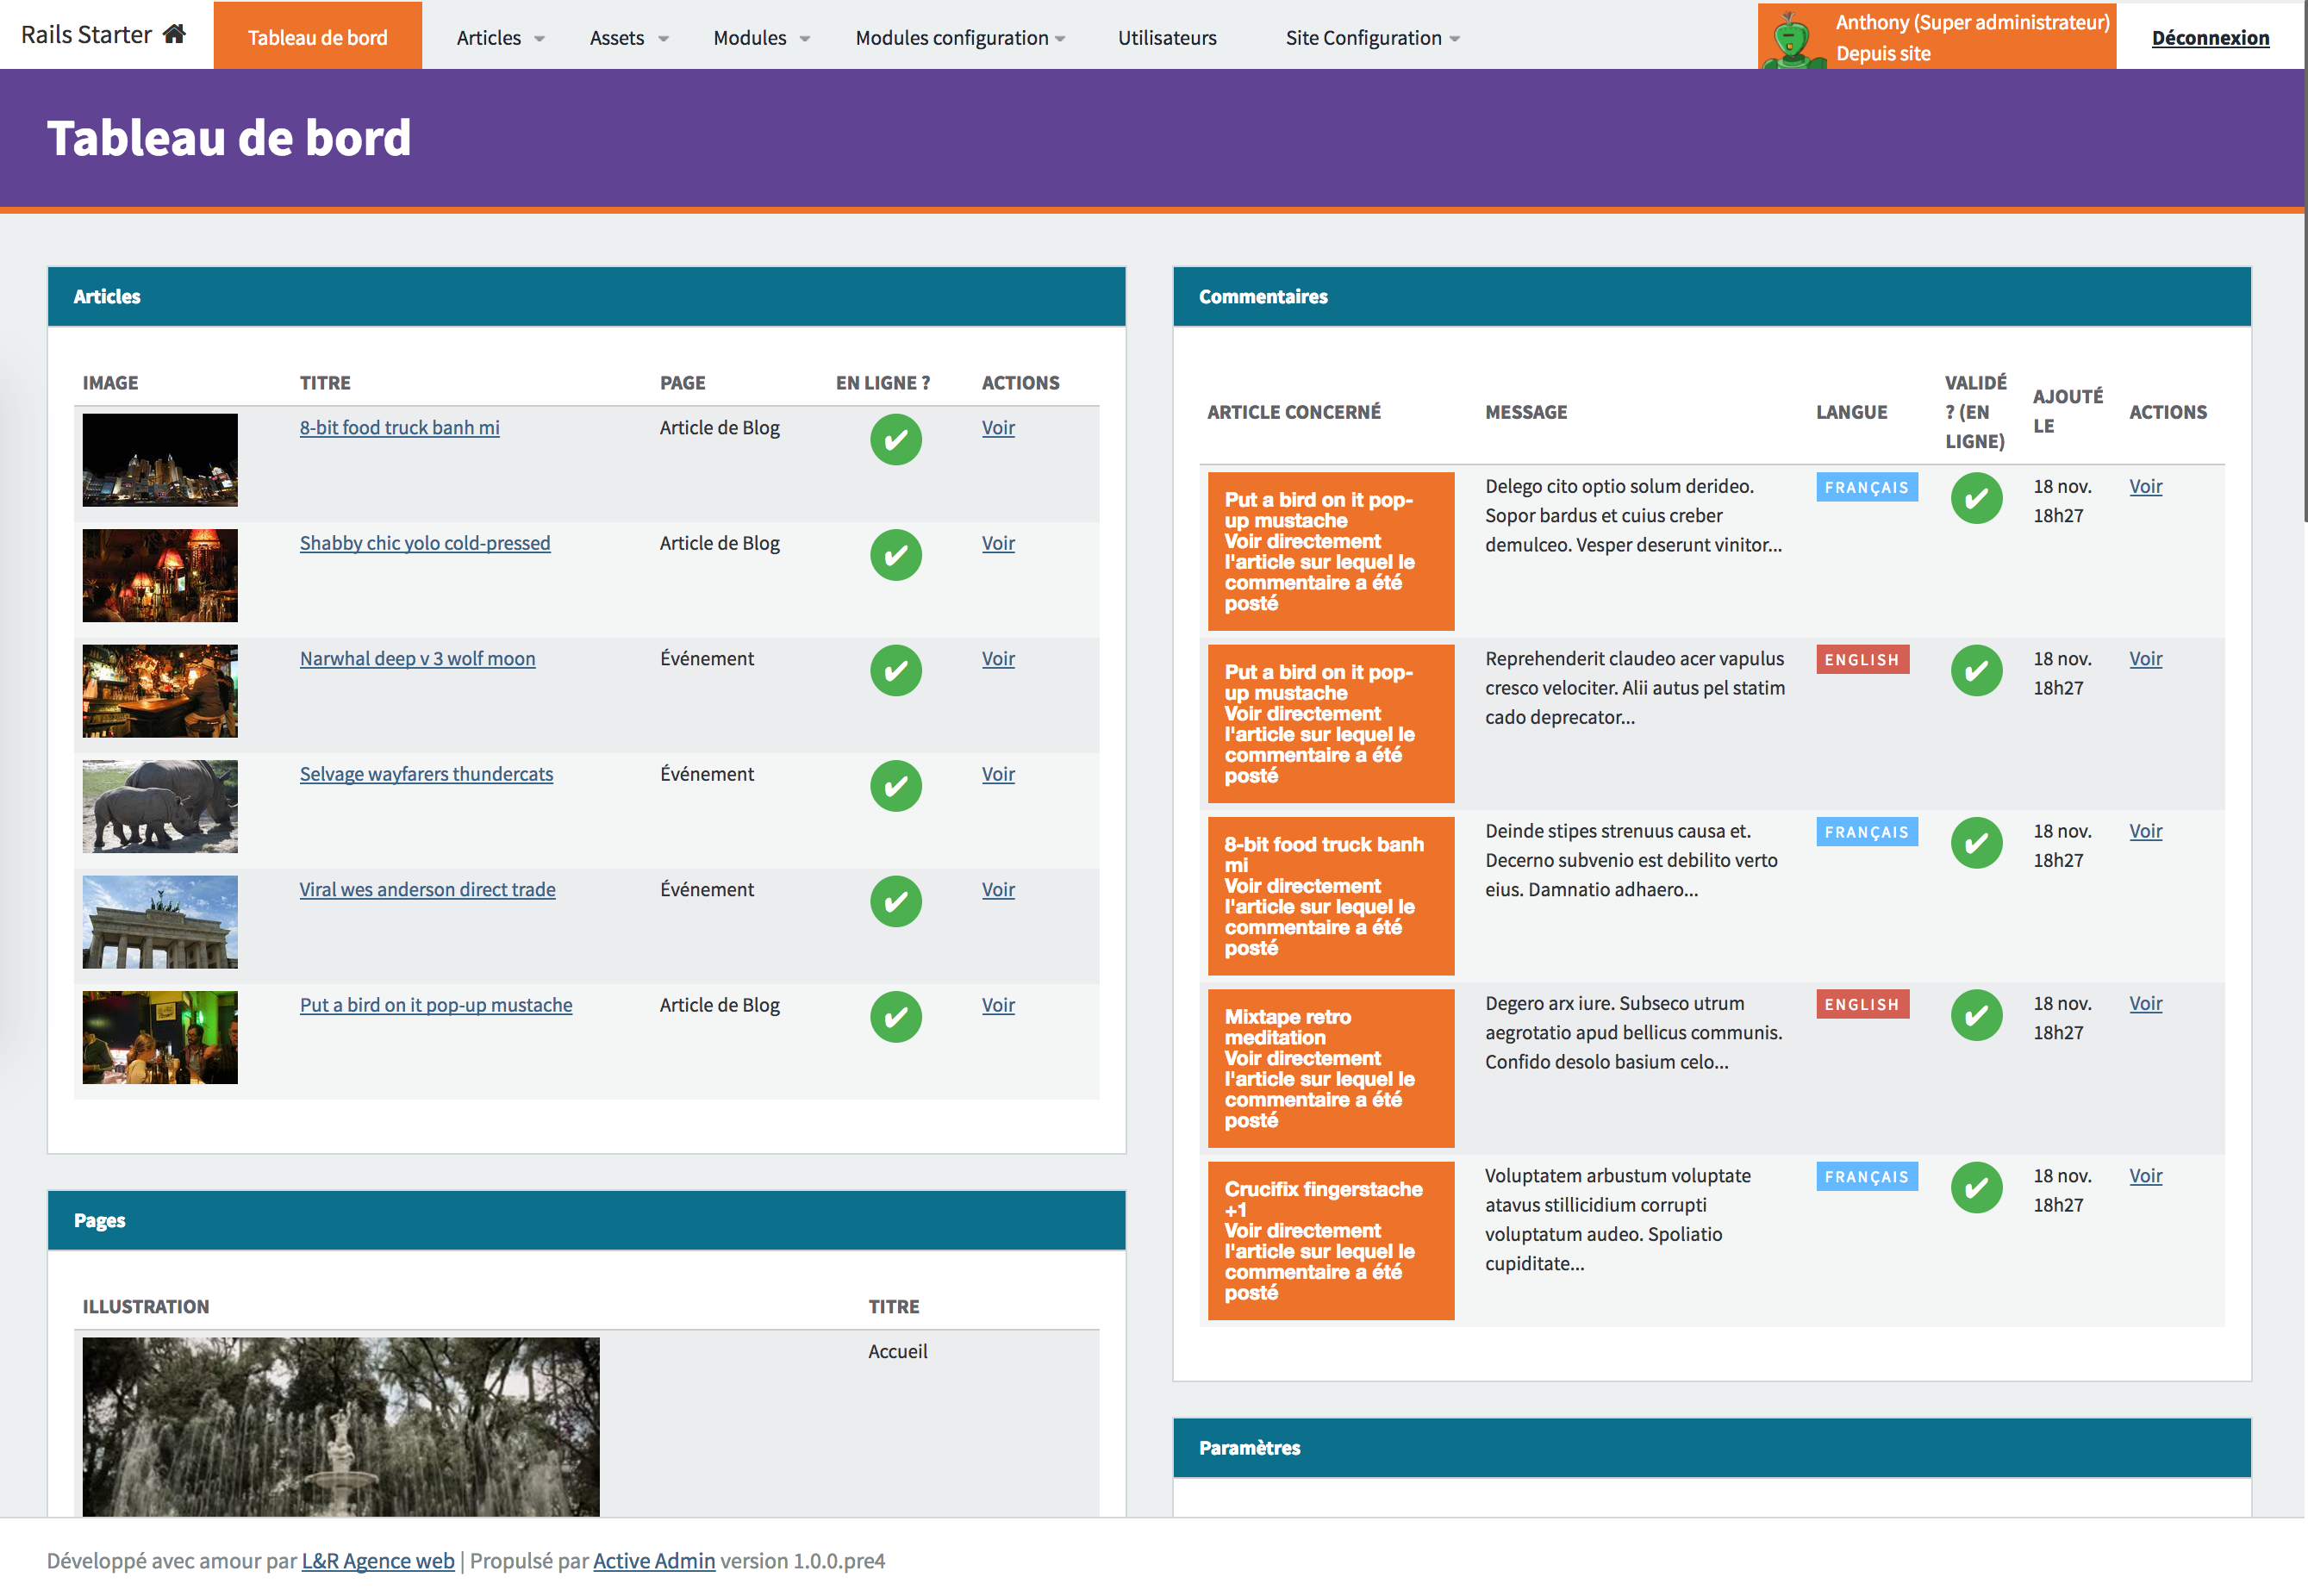 Rails Starter
Tableau de bord
Articles
Assets
Modules
Modules configuration
Utilisateurs
Site Configuration
Anthony (Super administrateur)
Depuis site
Déconnexion
Tableau de bord
Articles
IMAGE TITRE PAGE EN LIGNE ? ACTIONS
8-bit food truck banh mi Article de Blog Voir
Shabby chic yolo cold-pressed Article de Blog Voir
Narwhal deep v 3 wolf moon Événement Voir
Selvage wayfarers thundercats Événement Voir
Viral wes anderson direct trade Événement Voir
Put a bird on it pop-up mustache Article de Blog Voir
Pages
ILLUSTRATION TITRE
Accueil
Commentaires
ARTICLE CONCERNÉ
MESSAGE
LANGUE
VALIDÉ
? (EN
LIGNE)
AJOUTÉ
LE
ACTIONS
Put a bird on it pop-
up mustache
Voir directement
l'article sur lequel le
commentaire a été
posté
Delego cito optio solum derideo.
Sopor bardus et cuius creber
demulceo. Vesper deserunt vinitor...
FRANÇAIS
18 nov.
18h27
Voir
Put a bird on it pop-
up mustache
Voir directement
l'article sur lequel le
commentaire a été
posté
Reprehenderit claudeo acer vapulus
cresco velociter. Alii autus pel statim
cado deprecator...
ENGLISH
18 nov.
18h27
Voir
8-bit food truck banh
mi
Voir directement
l'article sur lequel le
commentaire a été
posté
Deinde stipes strenuus causa et.
Decerno subvenio est debilito verto
eius. Damnatio adhaero...
FRANÇAIS
18 nov.
18h27
Voir
Mixtape retro
meditation
Voir directement
l'article sur lequel le
commentaire a été
posté
Degero arx iure. Subseco utrum
aegrotatio apud bellicus communis.
Confido desolo basium celo...
ENGLISH
18 nov.
18h27
Voir
Crucifix fingerstache
+1
Voir directement
l'article sur lequel le
commentaire a été
posté
Voluptatem arbustum voluptate
atavus stillicidium corrupti
voluptatum audeo. Spoliatio
cupiditate...
FRANÇAIS
18 nov.
18h27
Voir
Paramètres
Développé avec amour par L&R Agence web | Propulsé par Active Admin version 1.0.0.pre4